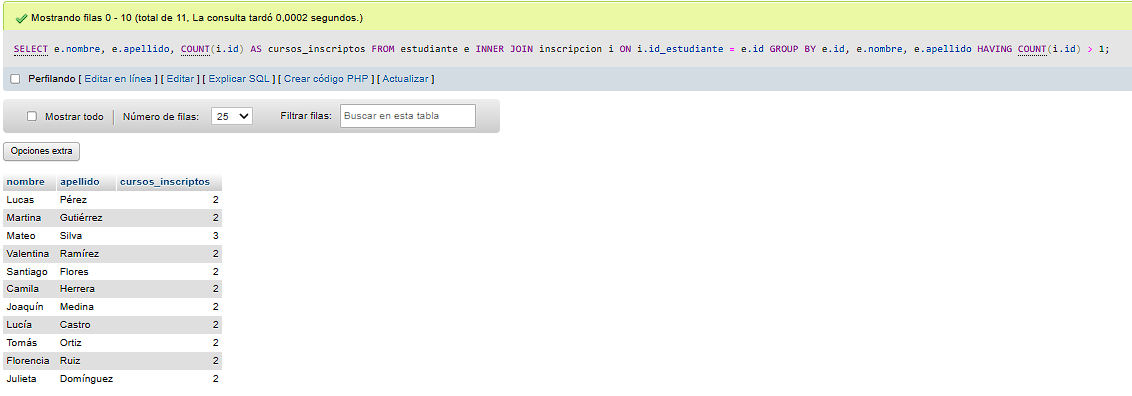 Mostrando filas 0 - 10 (total de 11, La consulta tardó 0,0002 segundos.)
SELECT e.nombre, e.apellido, COUNT(i.id) AS cursos_inscriptos FROM estudiante e INNER JOIN inscripcion i ON i.id_estudiante = e.id GROUP BY e.id, e.nombre, e.apellido HAVING COUNT(i.id) > 1;
Perfilando [ Editar en línea ] [ Editar ] [ Explicar SQL ] [ Crear código PHP ] [ Actualizar ]
Mostrar todo Número de filas: 25 Filtrar filas: Buscar en esta tabla
Opciones extra
nombre apellido cursos_inscriptos
Lucas Pérez 2
Martina Gutiérrez 2
Mateo Silva 3
Valentina Ramírez 2
Santiago Flores 2
Camila Herrera 2
Joaquín Medina 2
Lucía Castro 2
Tomás Ortiz 2
Florencia Ruiz 2
Julieta Domínguez 2